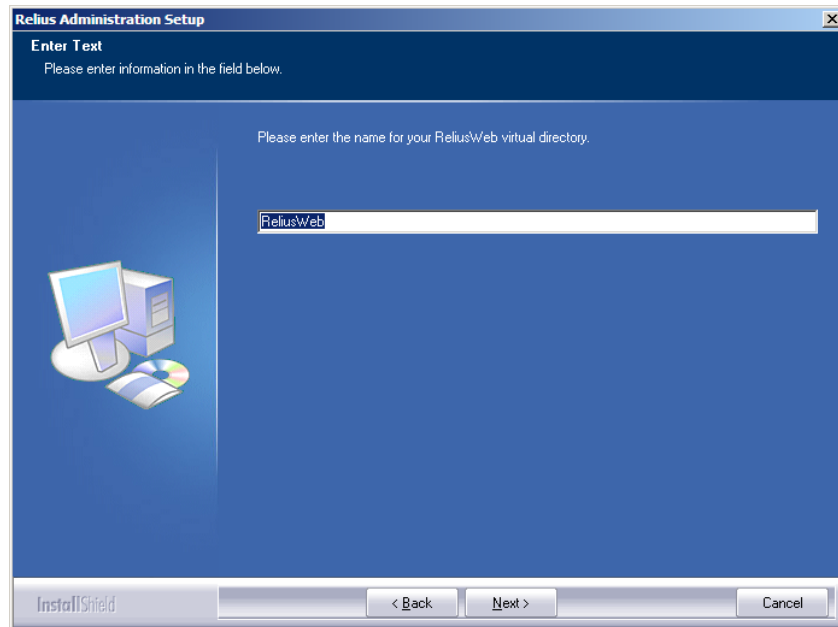 Relius Administration Setup
Enter Text
Please enter information in the field below.
Please enter the name for your ReliusWeb virtual directory.
ReliusWeb
InstallShield
< Back Next > Cancel